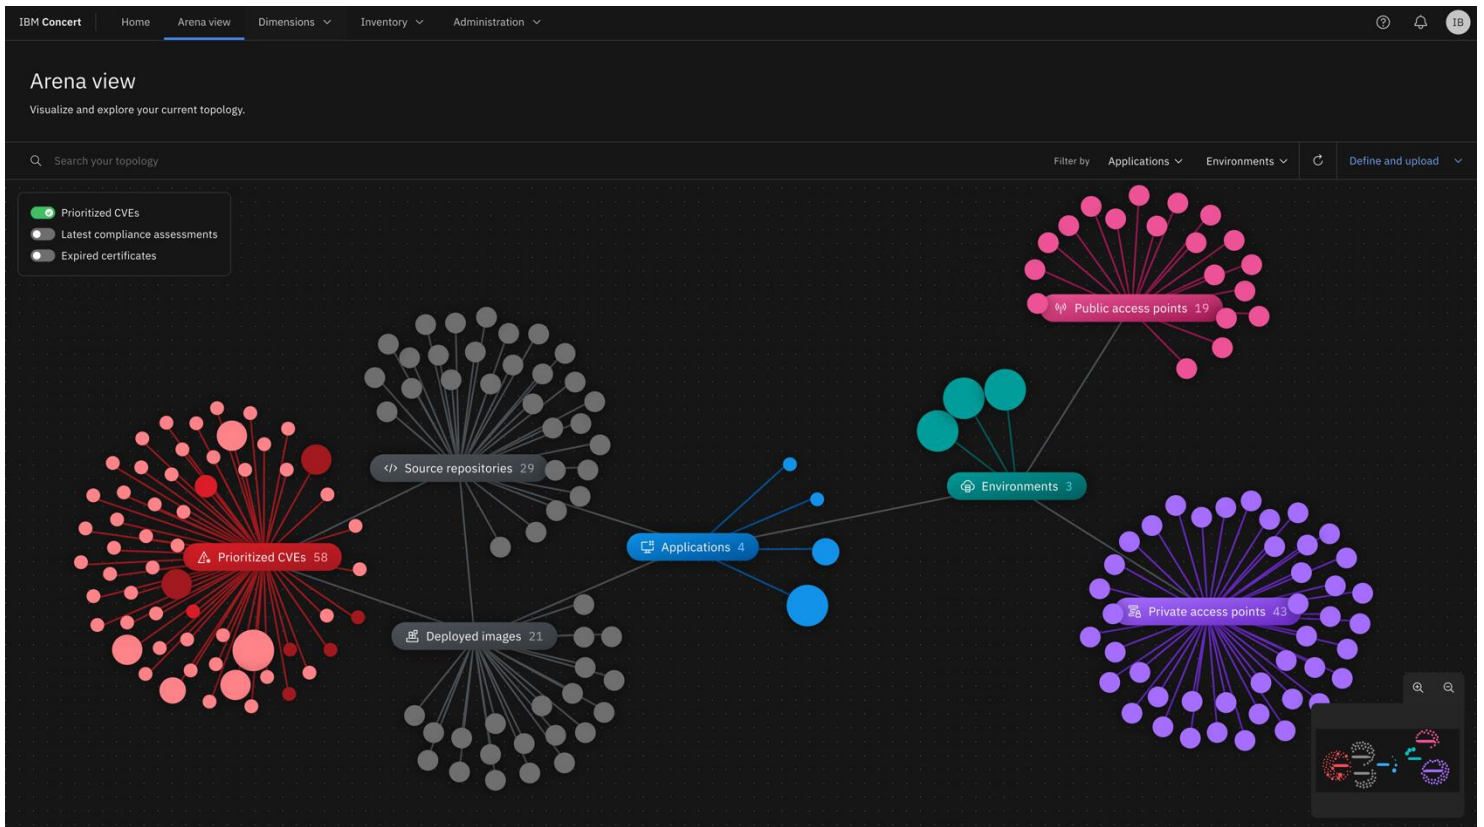 IBM Concert Home Arena view Dimensions Inventory Administration IB
Arena view
Visualize and explore your current topology.
Search your topology Filter by Applications Environments Define and upload
Prioritized CVEs
Latest compliance assessments
Expired certificates
Public access points 19
Source repositories 29
Environments 3
Applications 4
Prioritized CVEs 58
Private access points 43
Deployed images 21